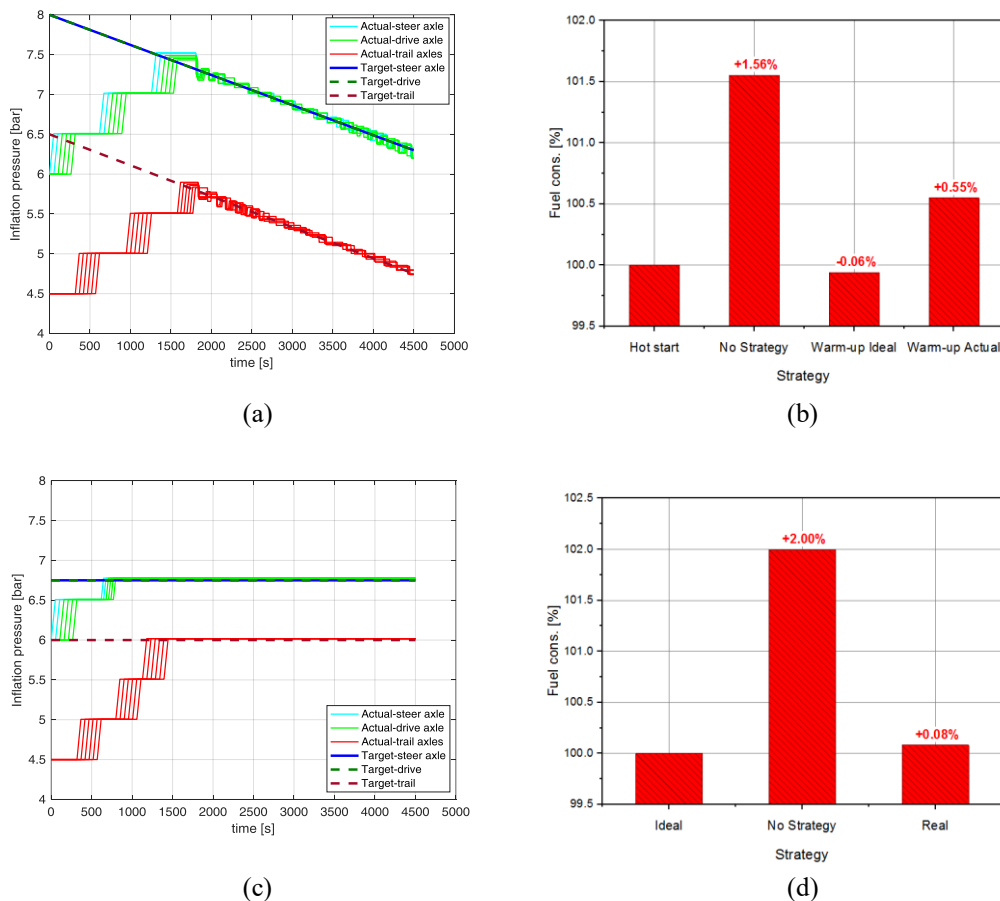 8
7.5
7
6.5
6
5.5
5
4.5
4
Inflation pressure [bar]
0 500 1000 1500 2000 2500 3000 3500 4000 4500 5000
time [s]
Actual-steer axle
Actual-drive axle
Actual-trail axles
Target-steer axle
Target-drive
Target-trail
(a)
102.0
101.5
101.0
100.5
100.0
99.5
Fuel cons. [%]
+1.56%
-0.06%
+0.55%
Hot start No Strategy Warm-up Ideal Warm-up Actual
Strategy
(b)
8
7.5
7
6.5
6
5.5
5
4.5
4
Inflation pressure [bar]
0 500 1000 1500 2000 2500 3000 3500 4000 4500 5000
time [s]
Actual-steer axle
Actual-drive axle
Actual-trail axles
Target-steer axle
Target-drive
Target-trail
(c)
102.5
102.0
101.5
101.0
100.5
100.0
99.5
Fuel cons. [%]
+2.00%
+0.08%
Ideal No Strategy Real
Strategy
(d)